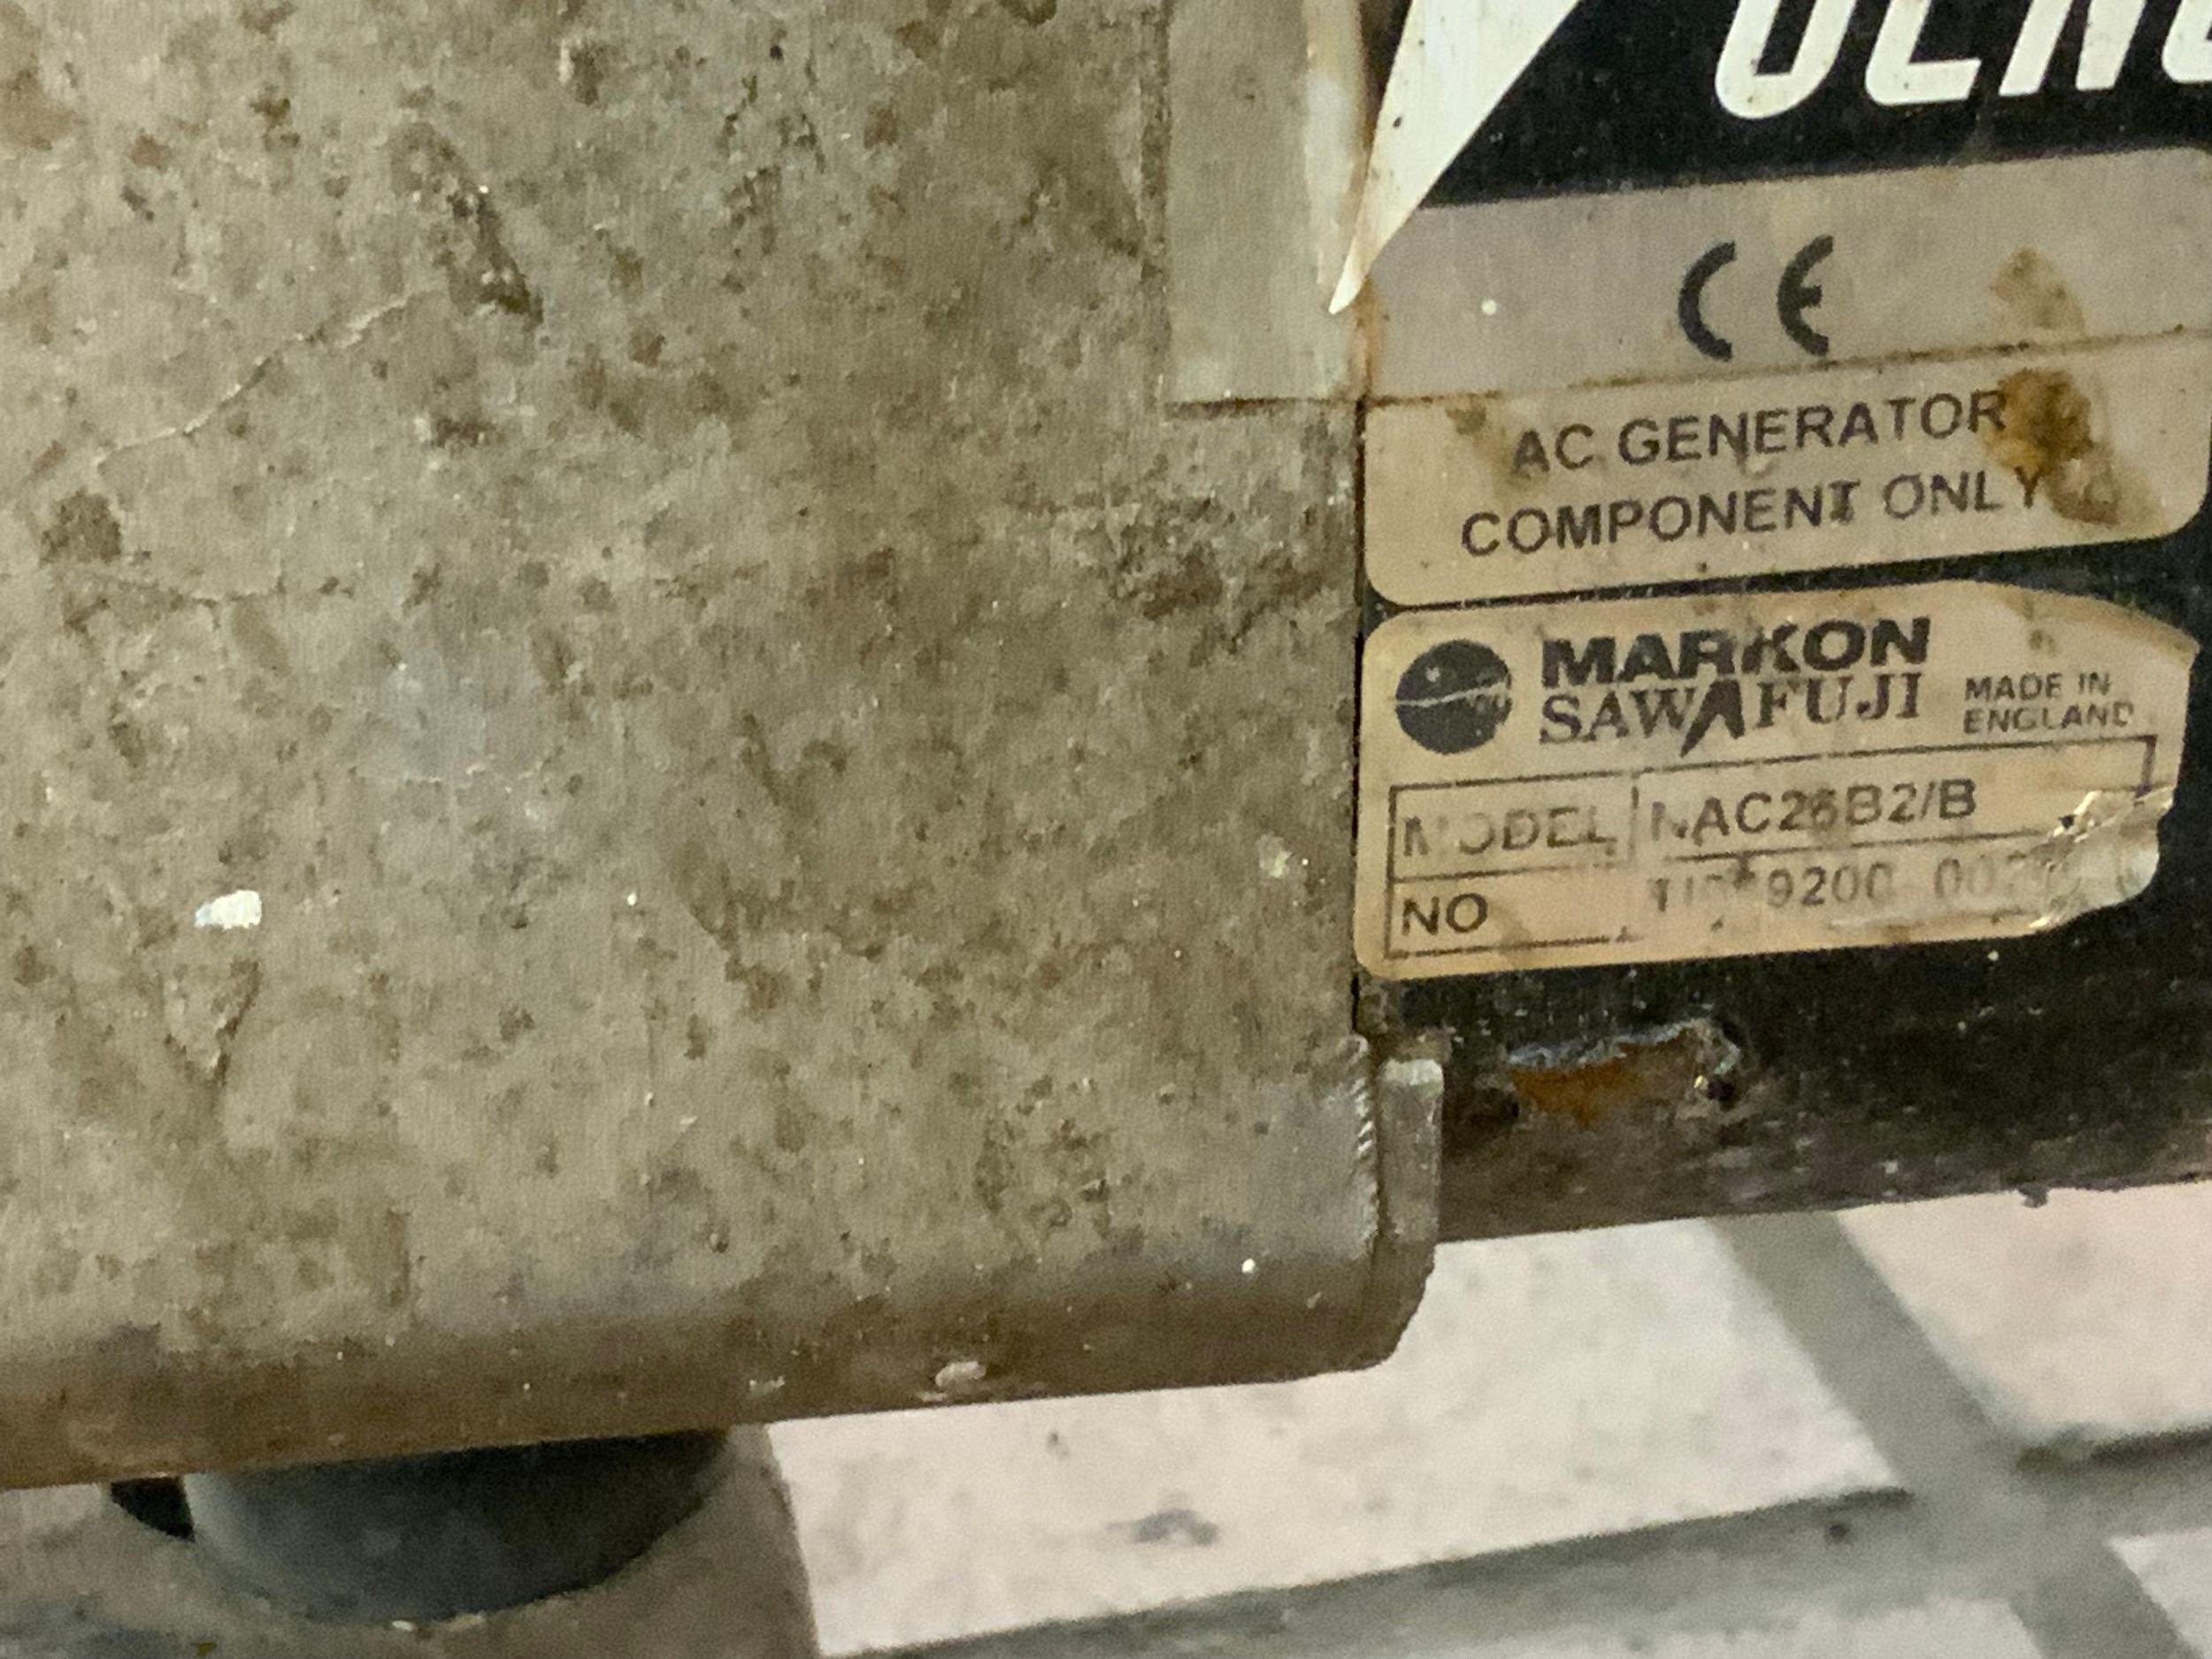 CE
AC GENERATOR
COMPONENT ONLY
MARKON
SAWAFUJI
MADE IN
ENGLAND
MODEL NAC26B2/B
NO